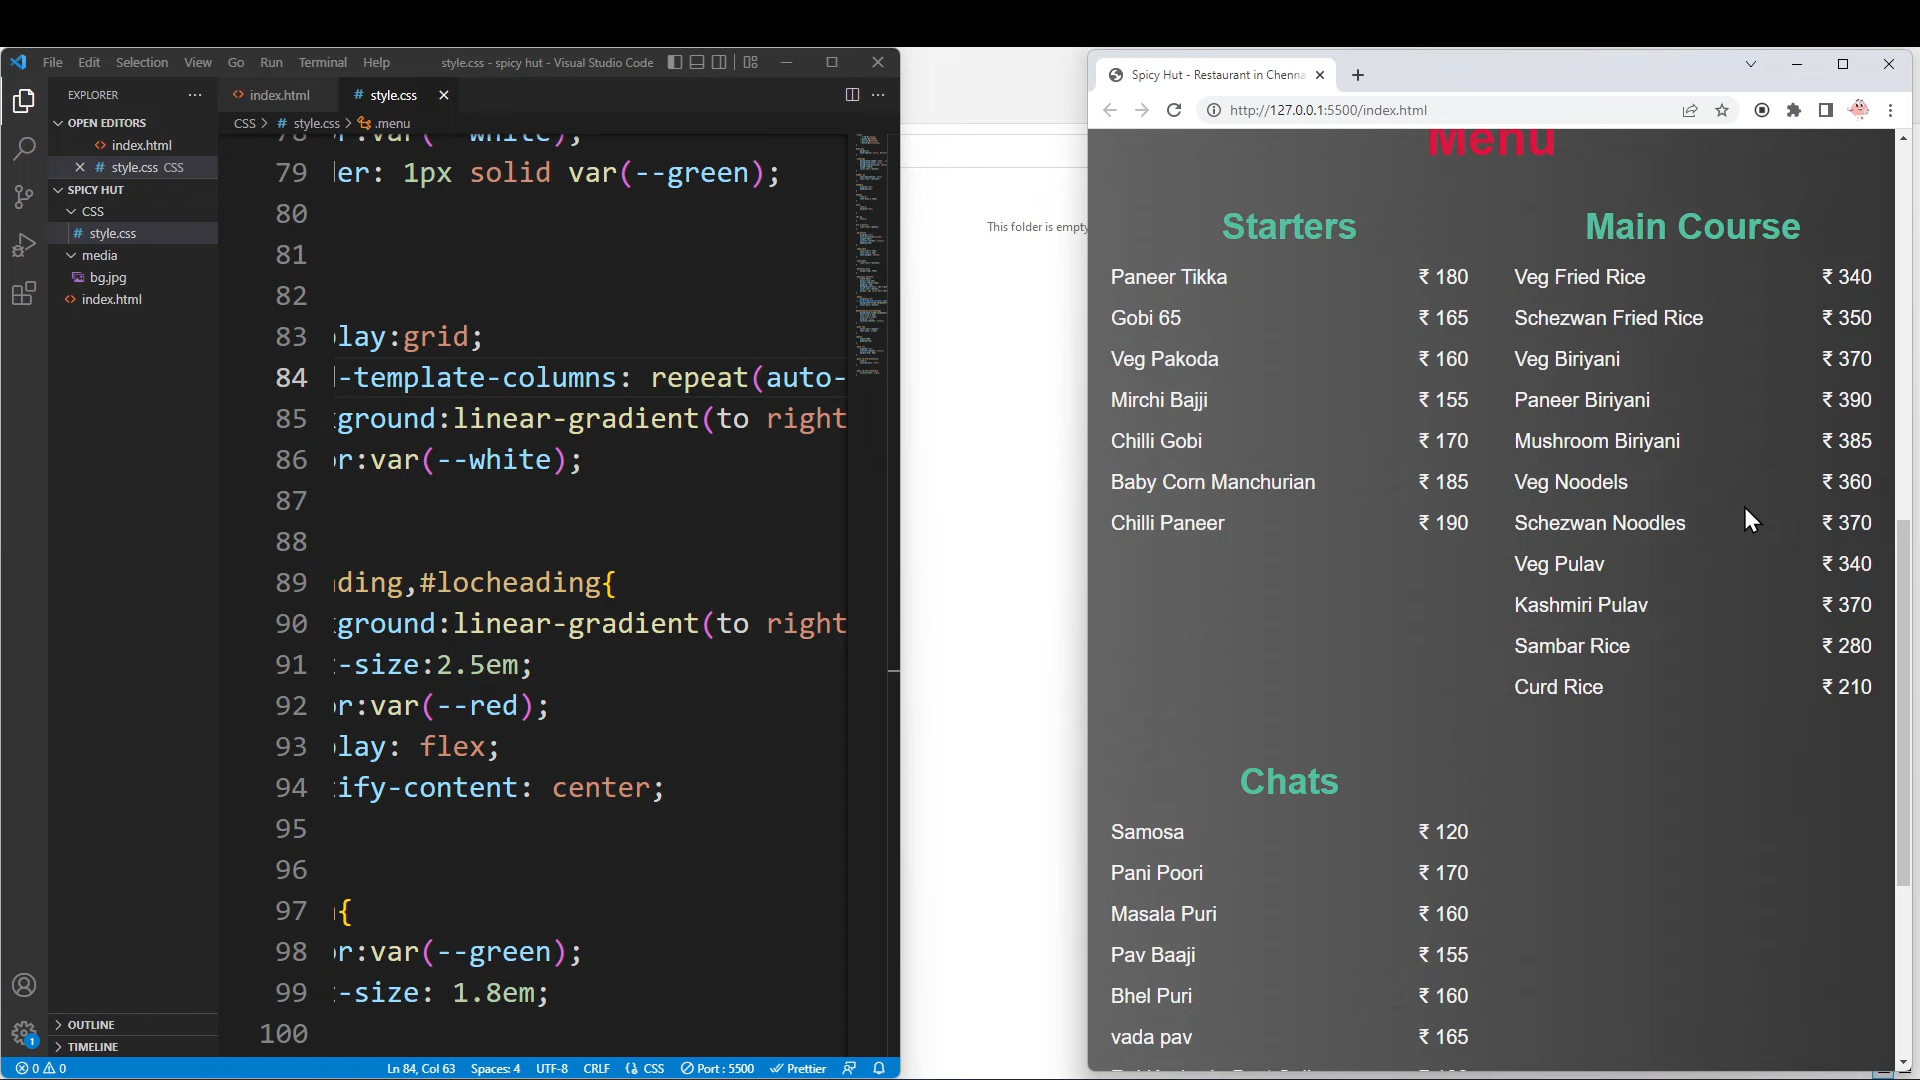 File Edit Selection View Go Run Terminal Help style.css - spicy hut - Visual Studio Code
EXPLORER
OPEN EDITORS
index.html
style.css CSS
SPICY HUT
CSS
style.css
media
bg.jpg
index.html
OUTLINE
TIMELINE
index.html
style.css
CSS > style.css > .menu
79 er: 1px solid var(--green);
80
81
82
83 lay:grid;
84 -template-columns: repeat(auto-
85 ground:linear-gradient(to right
86 r:var(--white);
87
88
89 ding,#locheading{
90 ground:linear-gradient(to right
91 -size:2.5em;
92 r:var(--red);
93 lay: flex;
94 ify-content: center;
95
96
97 {
98 r:var(--green);
99 -size: 1.8em;
100
1
0 0 Ln 84, Col 63 Spaces: 4 UTF-8 CRLF {} CSS Port : 5500 Prettier
This folder is empty
Spicy Hut - Restaurant in Chenna
http://127.0.0.1:5500/index.html
Menu
Starters
Paneer Tikka ₹ 180
Gobi 65 ₹ 165
Veg Pakoda ₹ 160
Mirchi Bajji ₹ 155
Chilli Gobi ₹ 170
Baby Corn Manchurian ₹ 185
Chilli Paneer ₹ 190
Main Course
Veg Fried Rice ₹ 340
Schezwan Fried Rice ₹ 350
Veg Biriyani ₹ 370
Paneer Biriyani ₹ 390
Mushroom Biriyani ₹ 385
Veg Noodels ₹ 360
Schezwan Noodles ₹ 370
Veg Pulav ₹ 340
Kashmiri Pulav ₹ 370
Sambar Rice ₹ 280
Curd Rice ₹ 210
Chats
Samosa ₹ 120
Pani Poori ₹ 170
Masala Puri ₹ 160
Pav Baaji ₹ 155
Bhel Puri ₹ 160
vada pav ₹ 165